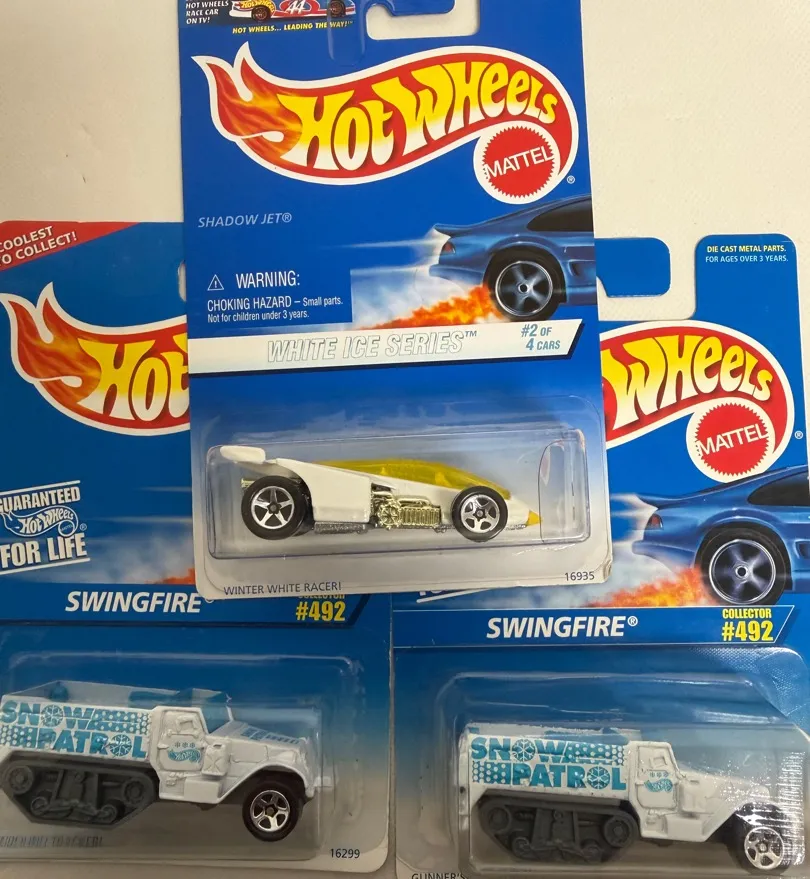 HOT WHEELS
RACE CAR
ON TV!
44
HOT WHEELS... LEADING THE WAY!™
HOT WHEELS
MATTEL
®
SHADOW JET®
WARNING:
CHOKING HAZARD – Small parts.
Not for children under 3 years.
WHITE ICE SERIES™
#2 OF
4 CARS
WINTER WHITE RACER!
16935
COOLEST
TO COLLECT!
HOT
GUARANTEED
HOT WHEELS®
FOR LIFE
SWINGFIRE®
COLLECTOR
#492
SNOW
PATROL
16299
DIE CAST METAL PARTS.
FOR AGES OVER 3 YEARS.
WHEELS
MATTEL
®
SWINGFIRE®
COLLECTOR
#492
SNOW
PATROL
GUNNER'S